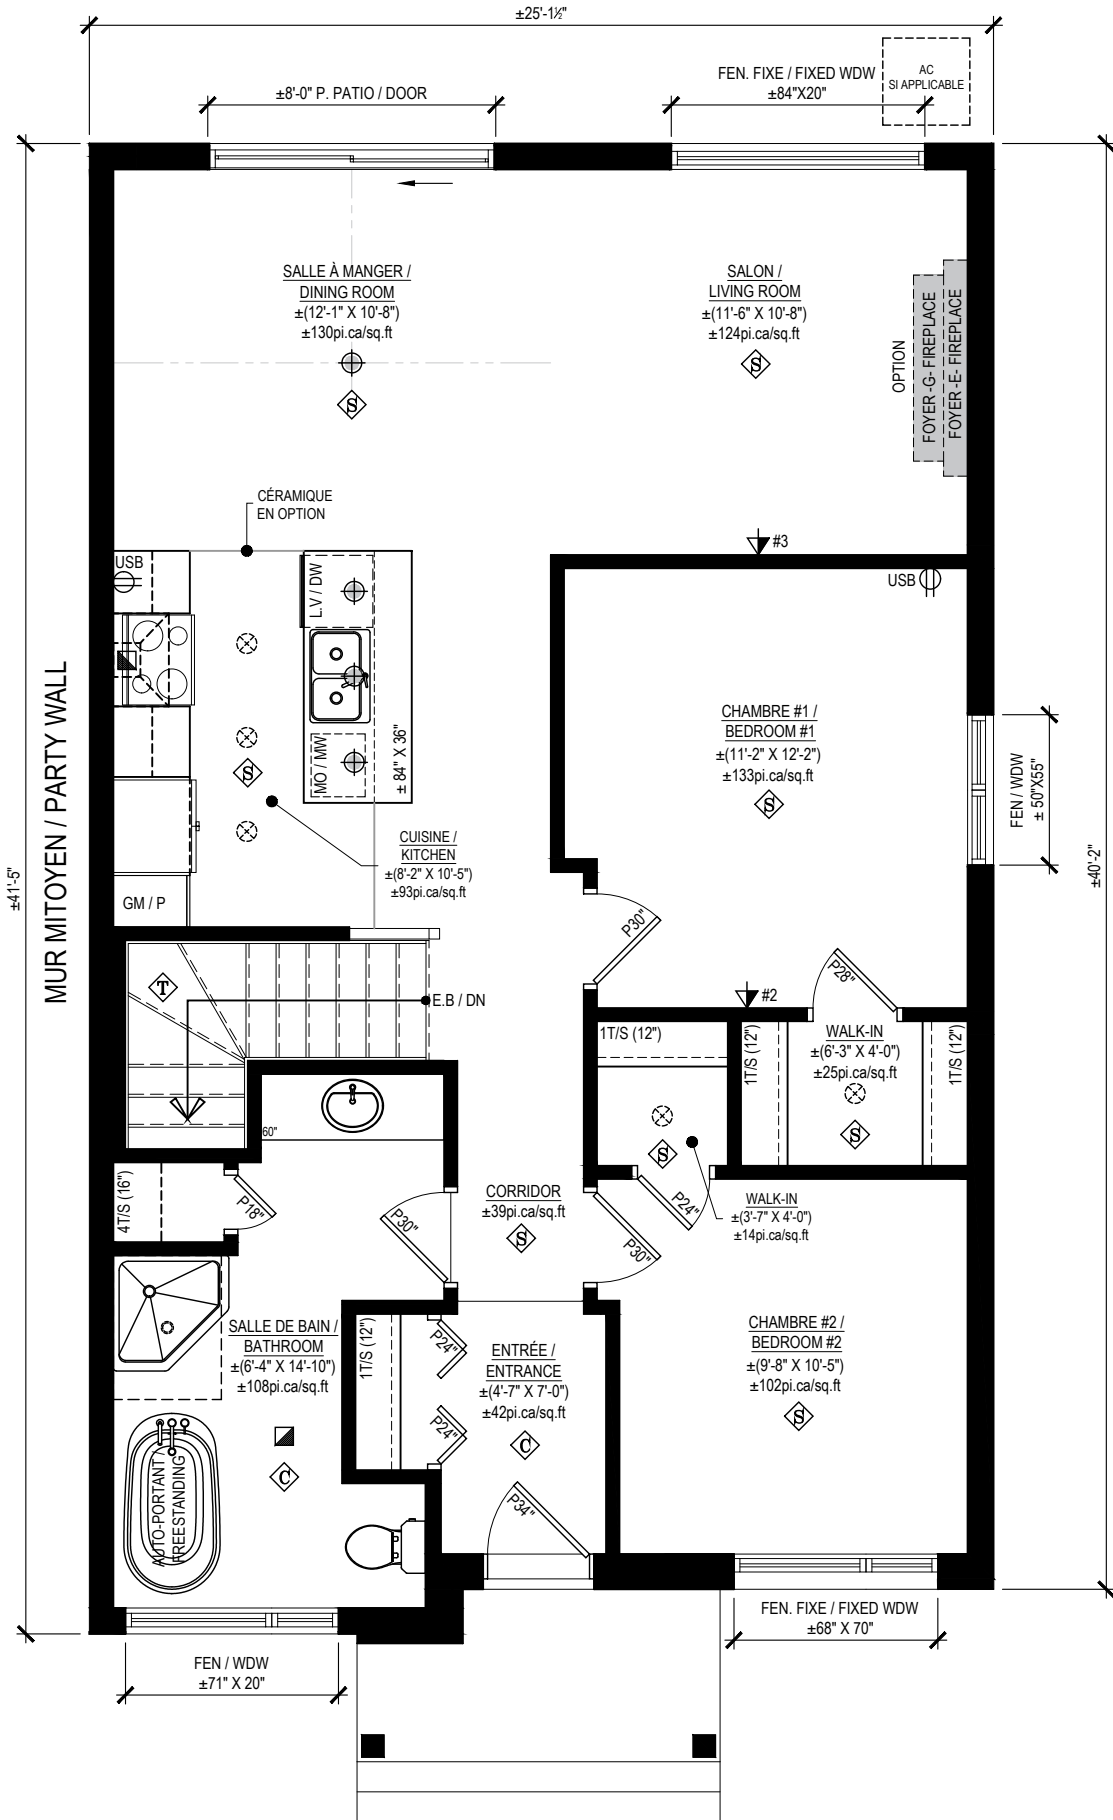 ±25'-1½"
±8'-0" P. PATIO / DOOR
FEN. FIXE / FIXED WDW
±84"X20"
AC
SI APPLICABLE
SALLE À MANGER /
DINING ROOM
±(12'-1" X 10'-8")
±130pi.ca/sq.ft
S
SALON /
LIVING ROOM
±(11'-6" X 10'-8")
±124pi.ca/sq.ft
S
OPTION
FOYER -G- FIREPLACE
FOYER -E- FIREPLACE
CÉRAMIQUE
EN OPTION
USB
L.V / DW
MO / MW
± 84" X 36"
S
CUISINE /
KITCHEN
±(8'-2" X 10'-5")
±93pi.ca/sq.ft
GM / P
#3
USB
CHAMBRE #1 /
BEDROOM #1
±(11'-2" X 12'-2")
±133pi.ca/sq.ft
S
FEN / WDW
± 50"X55"
±40'-2"
±41'-5"
MUR MITOYEN / PARTY WALL
P30"
P28"
T
E.B / DN
#2
1T/S (12")
1T/S (12")
WALK-IN
±(6'-3" X 4'-0")
±25pi.ca/sq.ft
S
1T/S (12")
60"
S
P24"
WALK-IN
±(3'-7" X 4'-0")
±14pi.ca/sq.ft
4T/S (16")
P18"
P30"
CORRIDOR
±39pi.ca/sq.ft
S
P30"
SALLE DE BAIN /
BATHROOM
±(6'-4" X 14'-10")
±108pi.ca/sq.ft
C
AUTO-PORTANT /
FREESTANDING
1T/S (12")
P24"
P24"
ENTRÉE /
ENTRANCE
±(4'-7" X 7'-0")
±42pi.ca/sq.ft
C
P34"
CHAMBRE #2 /
BEDROOM #2
±(9'-8" X 10'-5")
±102pi.ca/sq.ft
S
FEN. FIXE / FIXED WDW
±68" X 70"
FEN / WDW
±71" X 20"